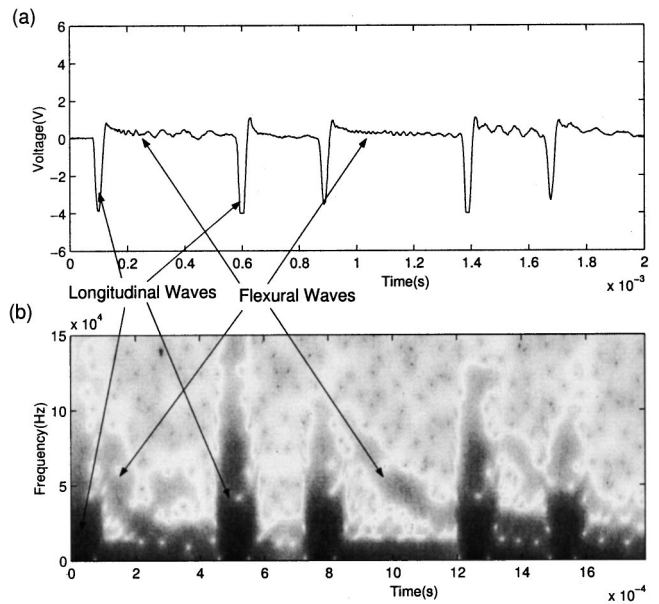 (a)
6
4
2
0
−2
−4
−6
Voltage(V)
0 0.2 0.4 0.6 0.8 1 1.2 1.4 1.6 1.8 2
Time(s)
x 10⁻³
Longitudinal Waves
Flexural Waves
(b)
x 10⁴
15
10
5
0
Frequency(Hz)
0 2 4 6 8 10 12 14 16
Time(s)
x 10⁻⁴